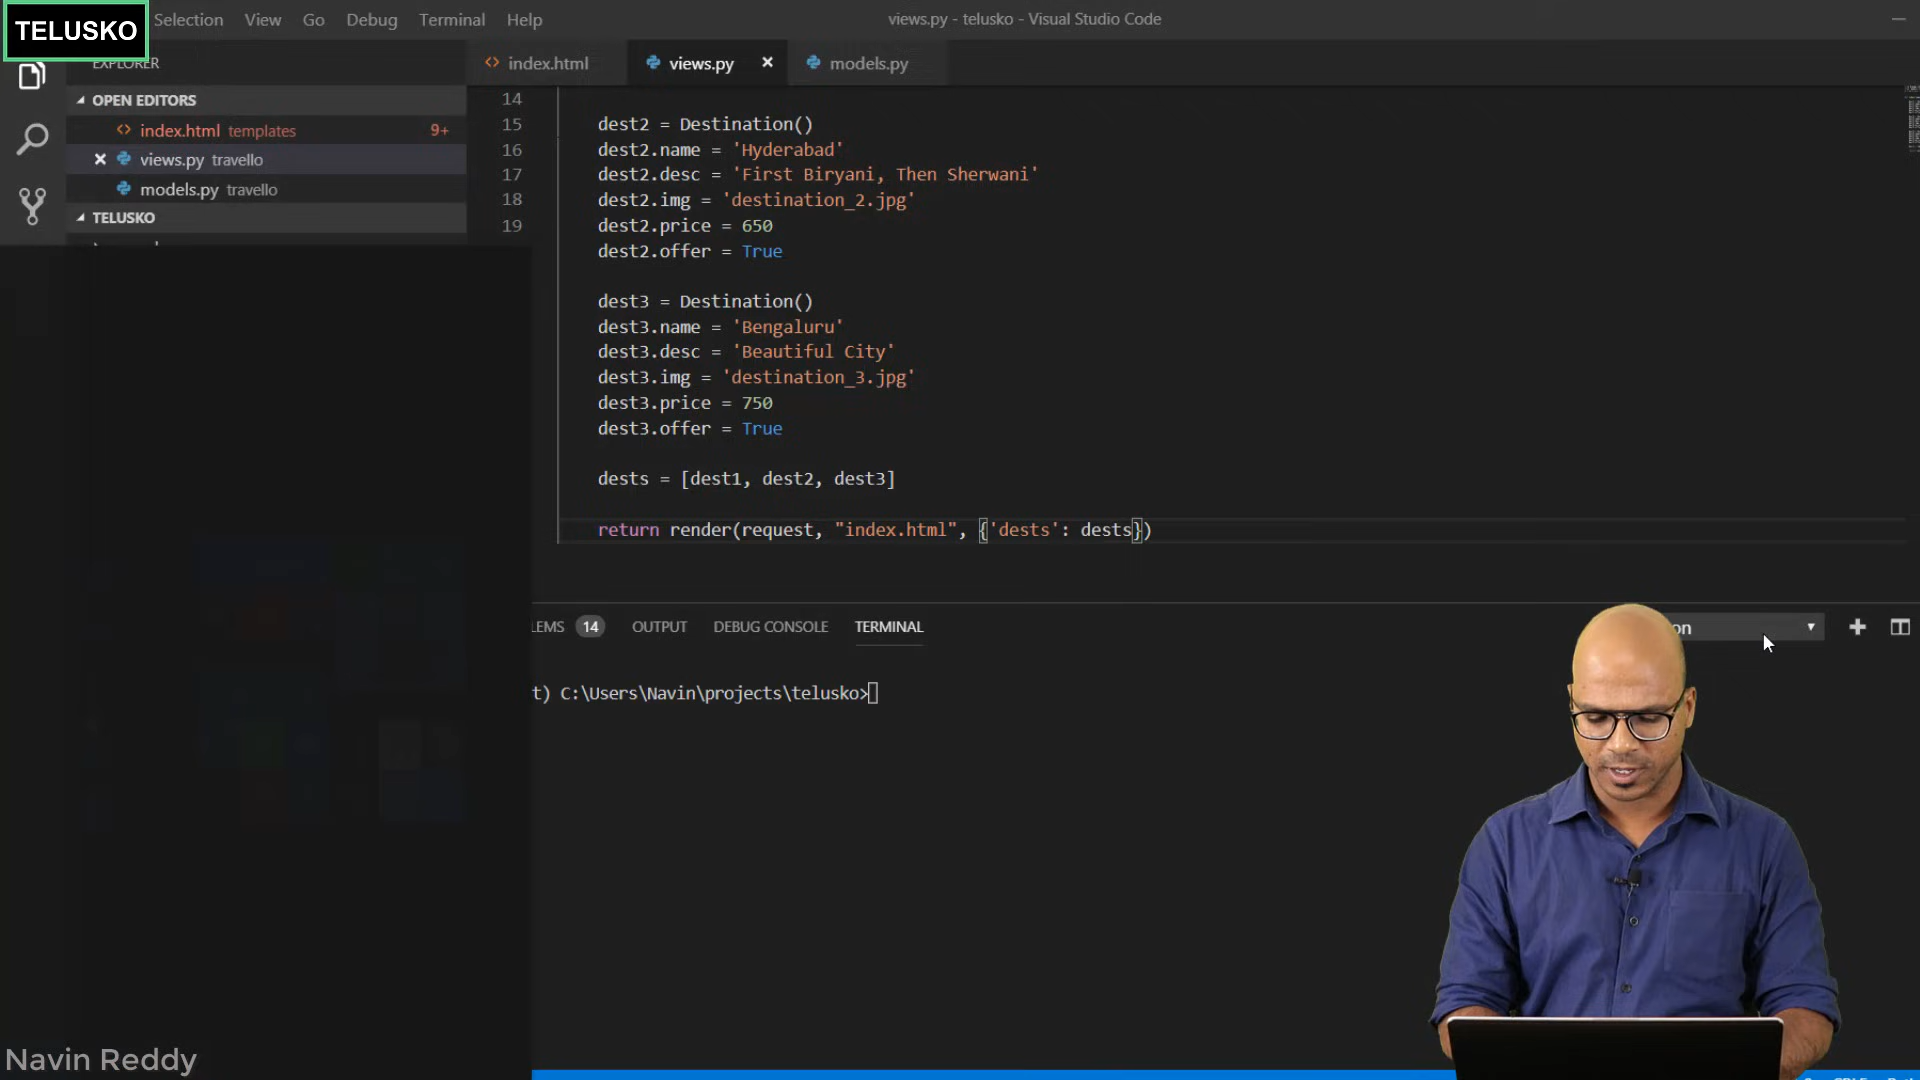 TELUSKO
Selection View Go Debug Terminal Help
views.py - telusko - Visual Studio Code
EXPLORER
index.html
views.py
models.py
OPEN EDITORS
index.html templates 9+
views.py travello
models.py travello
TELUSKO
14
15 dest2 = Destination()
16 dest2.name = 'Hyderabad'
17 dest2.desc = 'First Biryani, Then Sherwani'
18 dest2.img = 'destination_2.jpg'
19 dest2.price = 650
dest2.offer = True
dest3 = Destination()
dest3.name = 'Bengaluru'
dest3.desc = 'Beautiful City'
dest3.img = 'destination_3.jpg'
dest3.price = 750
dest3.offer = True
dests = [dest1, dest2, dest3]
return render(request, "index.html", {'dests': dests})
LEMS 14 OUTPUT DEBUG CONSOLE TERMINAL
on
t) C:\Users\Navin\projects\telusko>
Navin Reddy